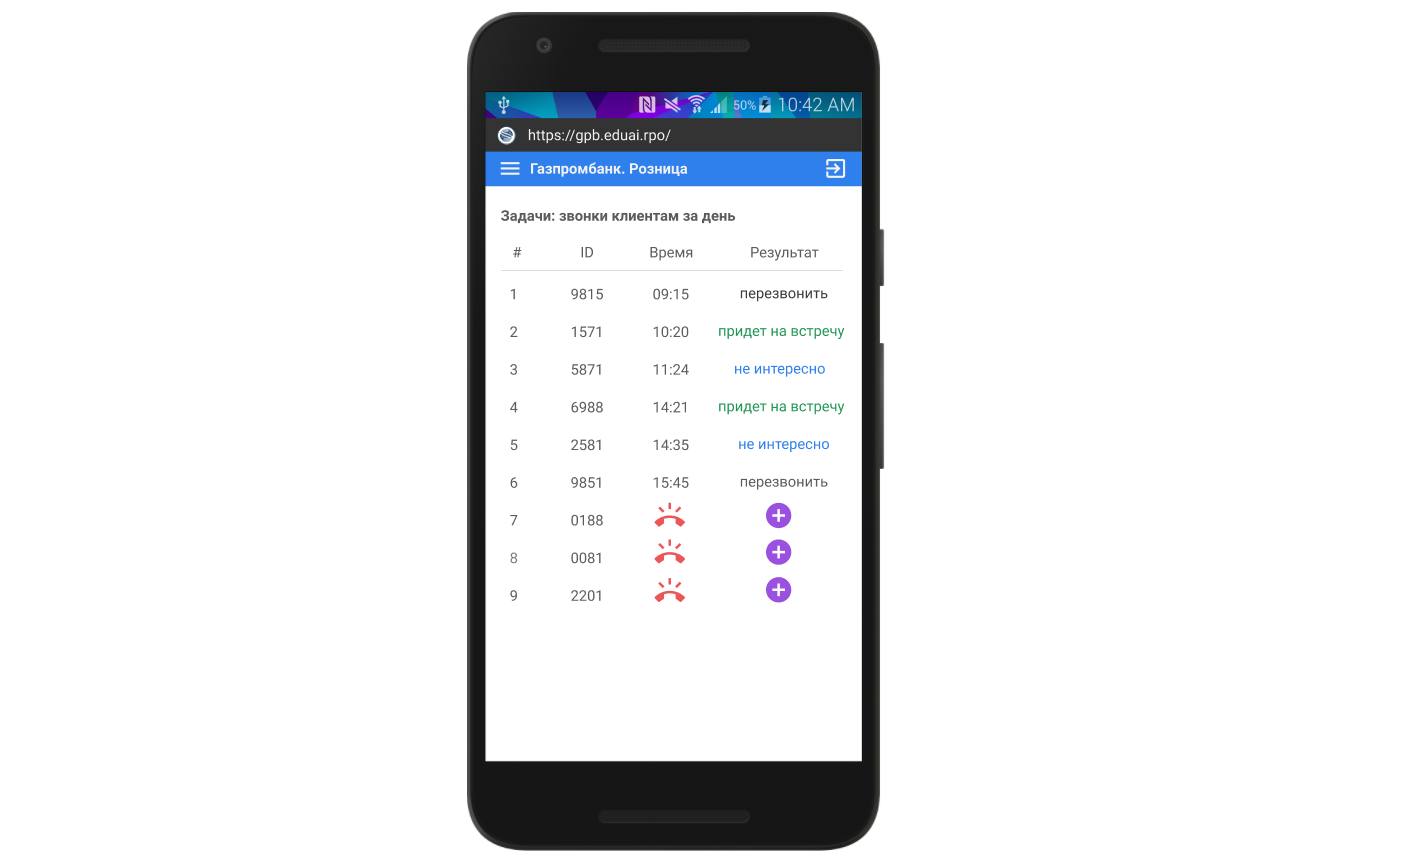 50% 10:42 AM
https://gpb.eduai.rpo/
Газпромбанк. Розница
Задачи: звонки клиентам за день
# ID Время Результат
1 9815 09:15 перезвонить
2 1571 10:20 придет на встречу
3 5871 11:24 не интересно
4 6988 14:21 придет на встречу
5 2581 14:35 не интересно
6 9851 15:45 перезвонить
7 0188
8 0081
9 2201